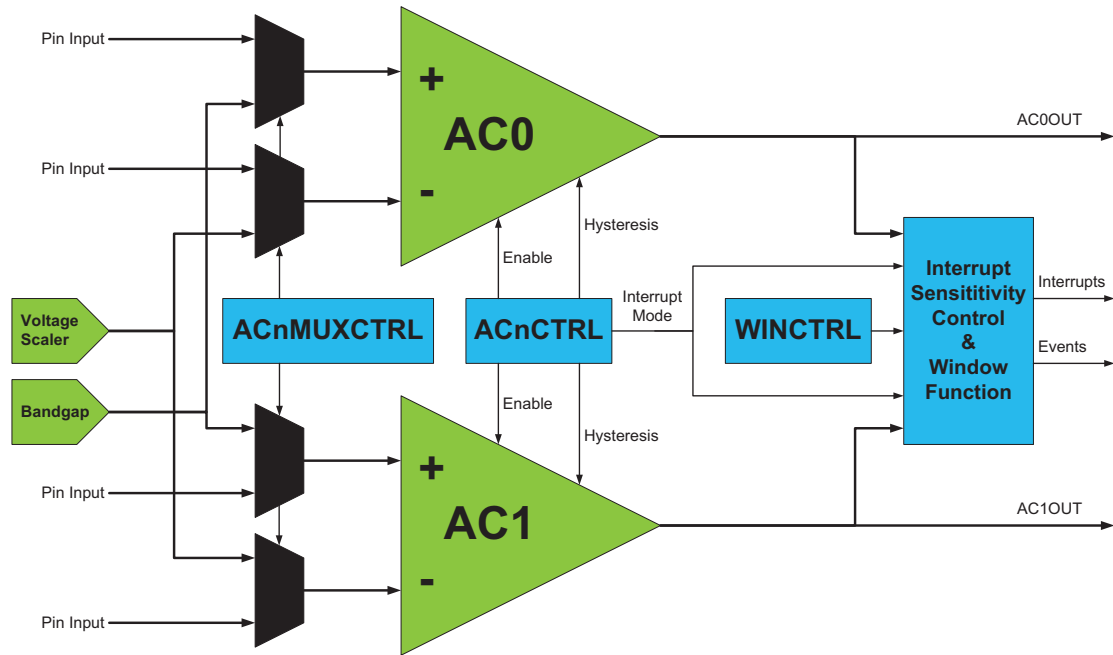 Pin Input
+
AC0
AC0OUT
Pin Input
-
Hysteresis
Enable
Voltage
Scaler
ACnMUXCTRL
ACnCTRL
Interrupt
Mode
WINCTRL
Interrupt
Sensititivity
Control
&
Window
Function
Interrupts
Events
Bandgap
Enable
Hysteresis
+
Pin Input
AC1
AC1OUT
-
Pin Input